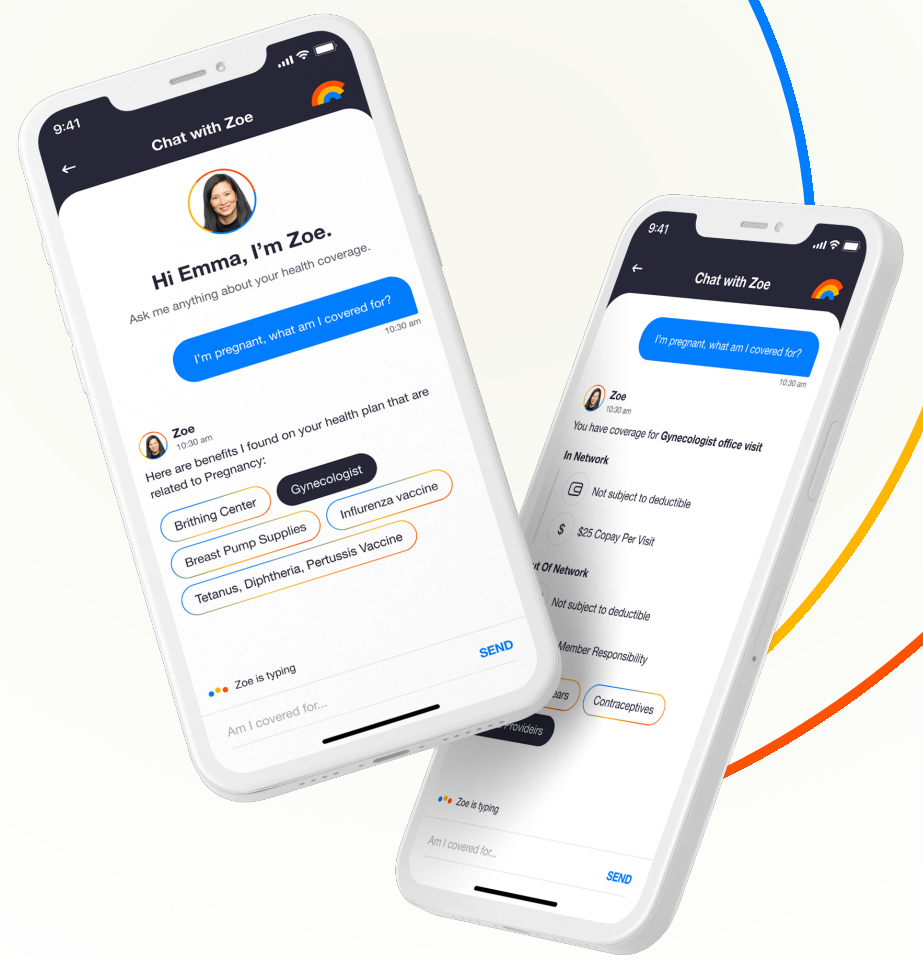 9:41
Chat with Zoe
Hi Emma, I'm Zoe.
Ask me anything about your health coverage.
I'm pregnant, what am I covered for?
10:30 am
Zoe
10:30 am
Here are benefits I found on your health plan that are
related to Pregnancy:
Brithing Center
Gynecologist
Breast Pump Supplies
Influrenza vaccine
Tetanus, Diphtheria, Pertussis Vaccine
Zoe is typing
SEND
Am I covered for...
9:41
Chat with Zoe
I'm pregnant, what am I covered for?
10:30 am
Zoe
10:30 am
You have coverage for Gynecologist office visit
In Network
Not subject to deductible
$
$25 Copay Per Visit
Of Network
Not subject to deductible
Member Responsibility
Contraceptives
Provideirs
Zoe is typing
Am I covered for...
SEND